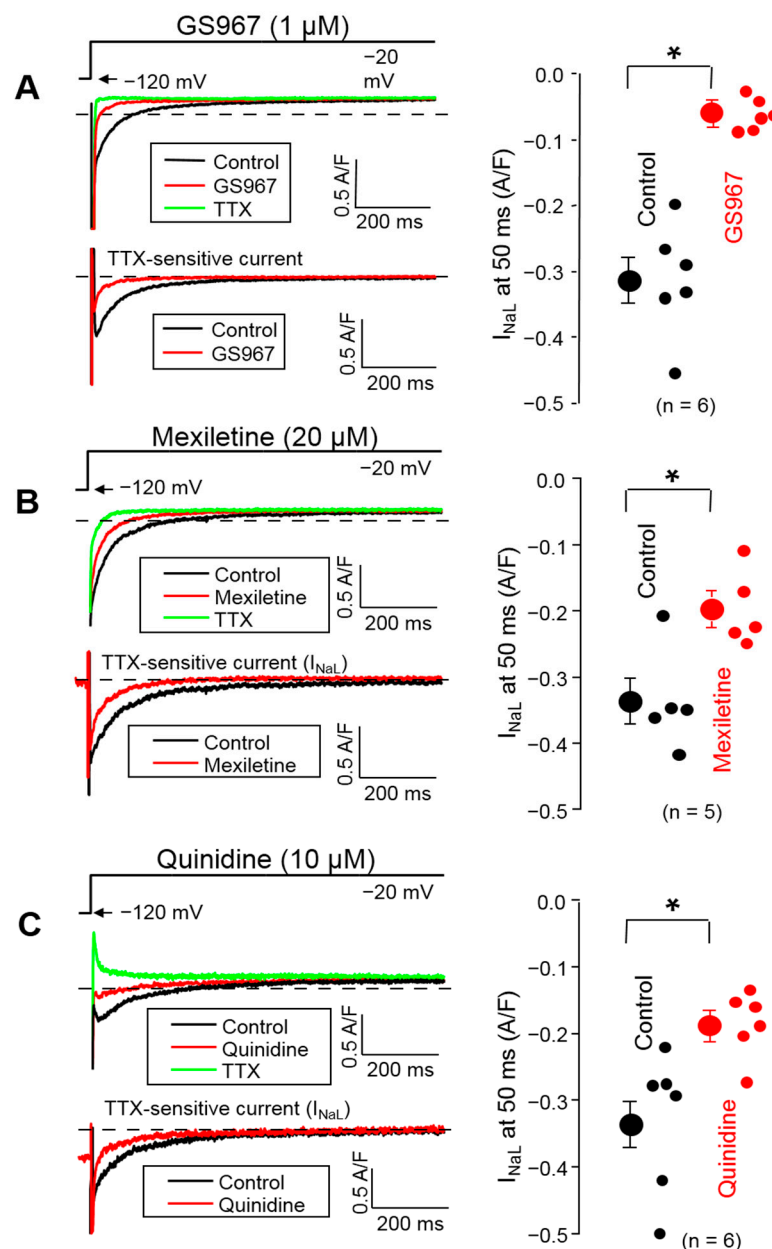 GS967 (1 µM)
A
−20
mV
−120 mV
Control
GS967
TTX
0.5 A/F
200 ms
TTX-sensitive current
Control
GS967
0.5 A/F
200 ms
*
0.0
−0.1
−0.2
−0.3
−0.4
−0.5
I_NaL at 50 ms (A/F)
Control
GS967
(n = 6)
Mexiletine (20 µM)
B
−20 mV
−120 mV
Control
Mexiletine
TTX
0.5 A/F
200 ms
TTX-sensitive current (I_NaL)
Control
Mexiletine
0.5 A/F
200 ms
*
0.0
−0.1
−0.2
−0.3
−0.4
−0.5
I_NaL at 50 ms (A/F)
Control
Mexiletine
(n = 5)
Quinidine (10 µM)
C
−20 mV
−120 mV
Control
Quinidine
TTX
0.5 A/F
200 ms
TTX-sensitive current (I_NaL)
Control
Quinidine
0.5 A/F
200 ms
*
0.0
−0.1
−0.2
−0.3
−0.4
−0.5
I_NaL at 50 ms (A/F)
Control
Quinidine
(n = 6)